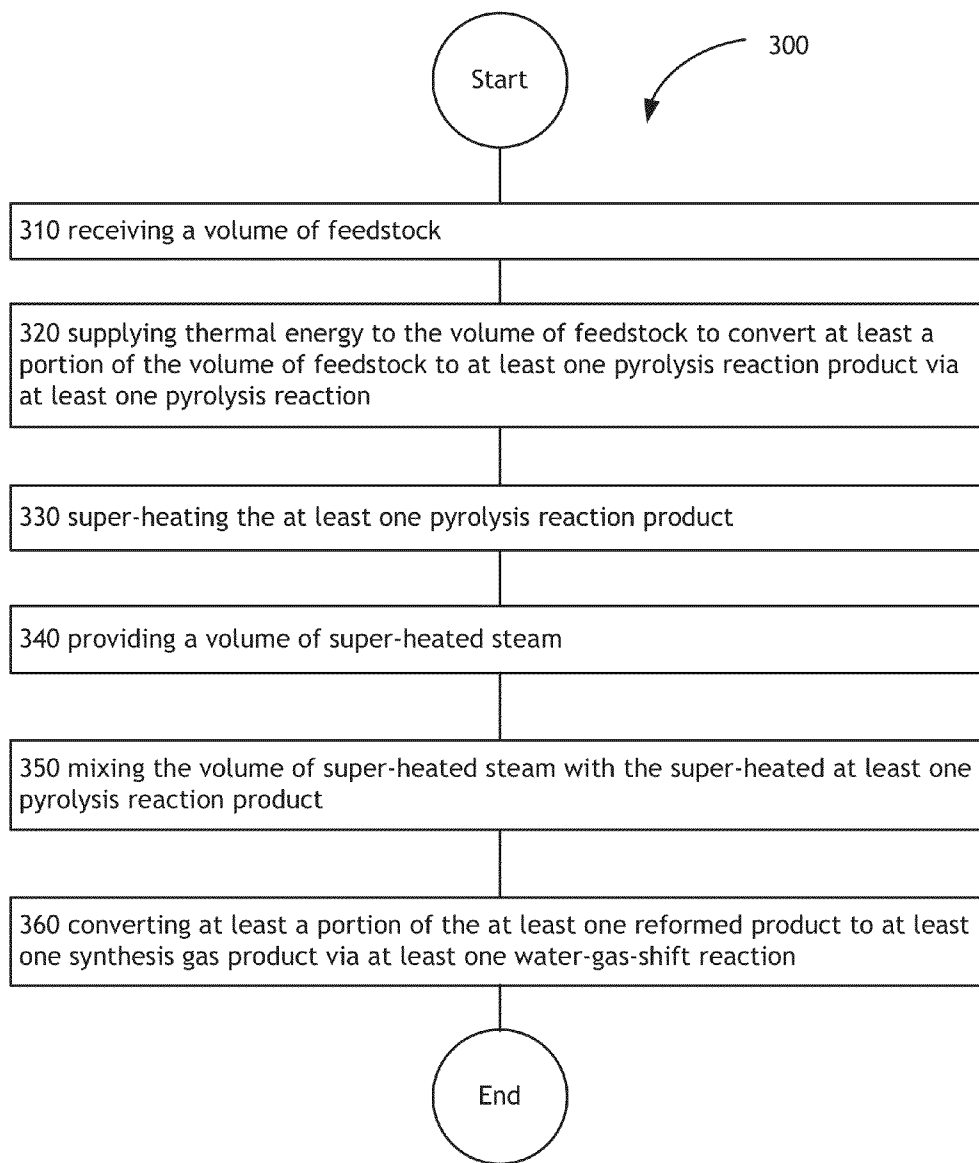 300
Start
310 receiving a volume of feedstock
320 supplying thermal energy to the volume of feedstock to convert at least a
portion of the volume of feedstock to at least one pyrolysis reaction product via
at least one pyrolysis reaction
330 super-heating the at least one pyrolysis reaction product
340 providing a volume of super-heated steam
350 mixing the volume of super-heated steam with the super-heated at least one
pyrolysis reaction product
360 converting at least a portion of the at least one reformed product to at least
one synthesis gas product via at least one water-gas-shift reaction
End